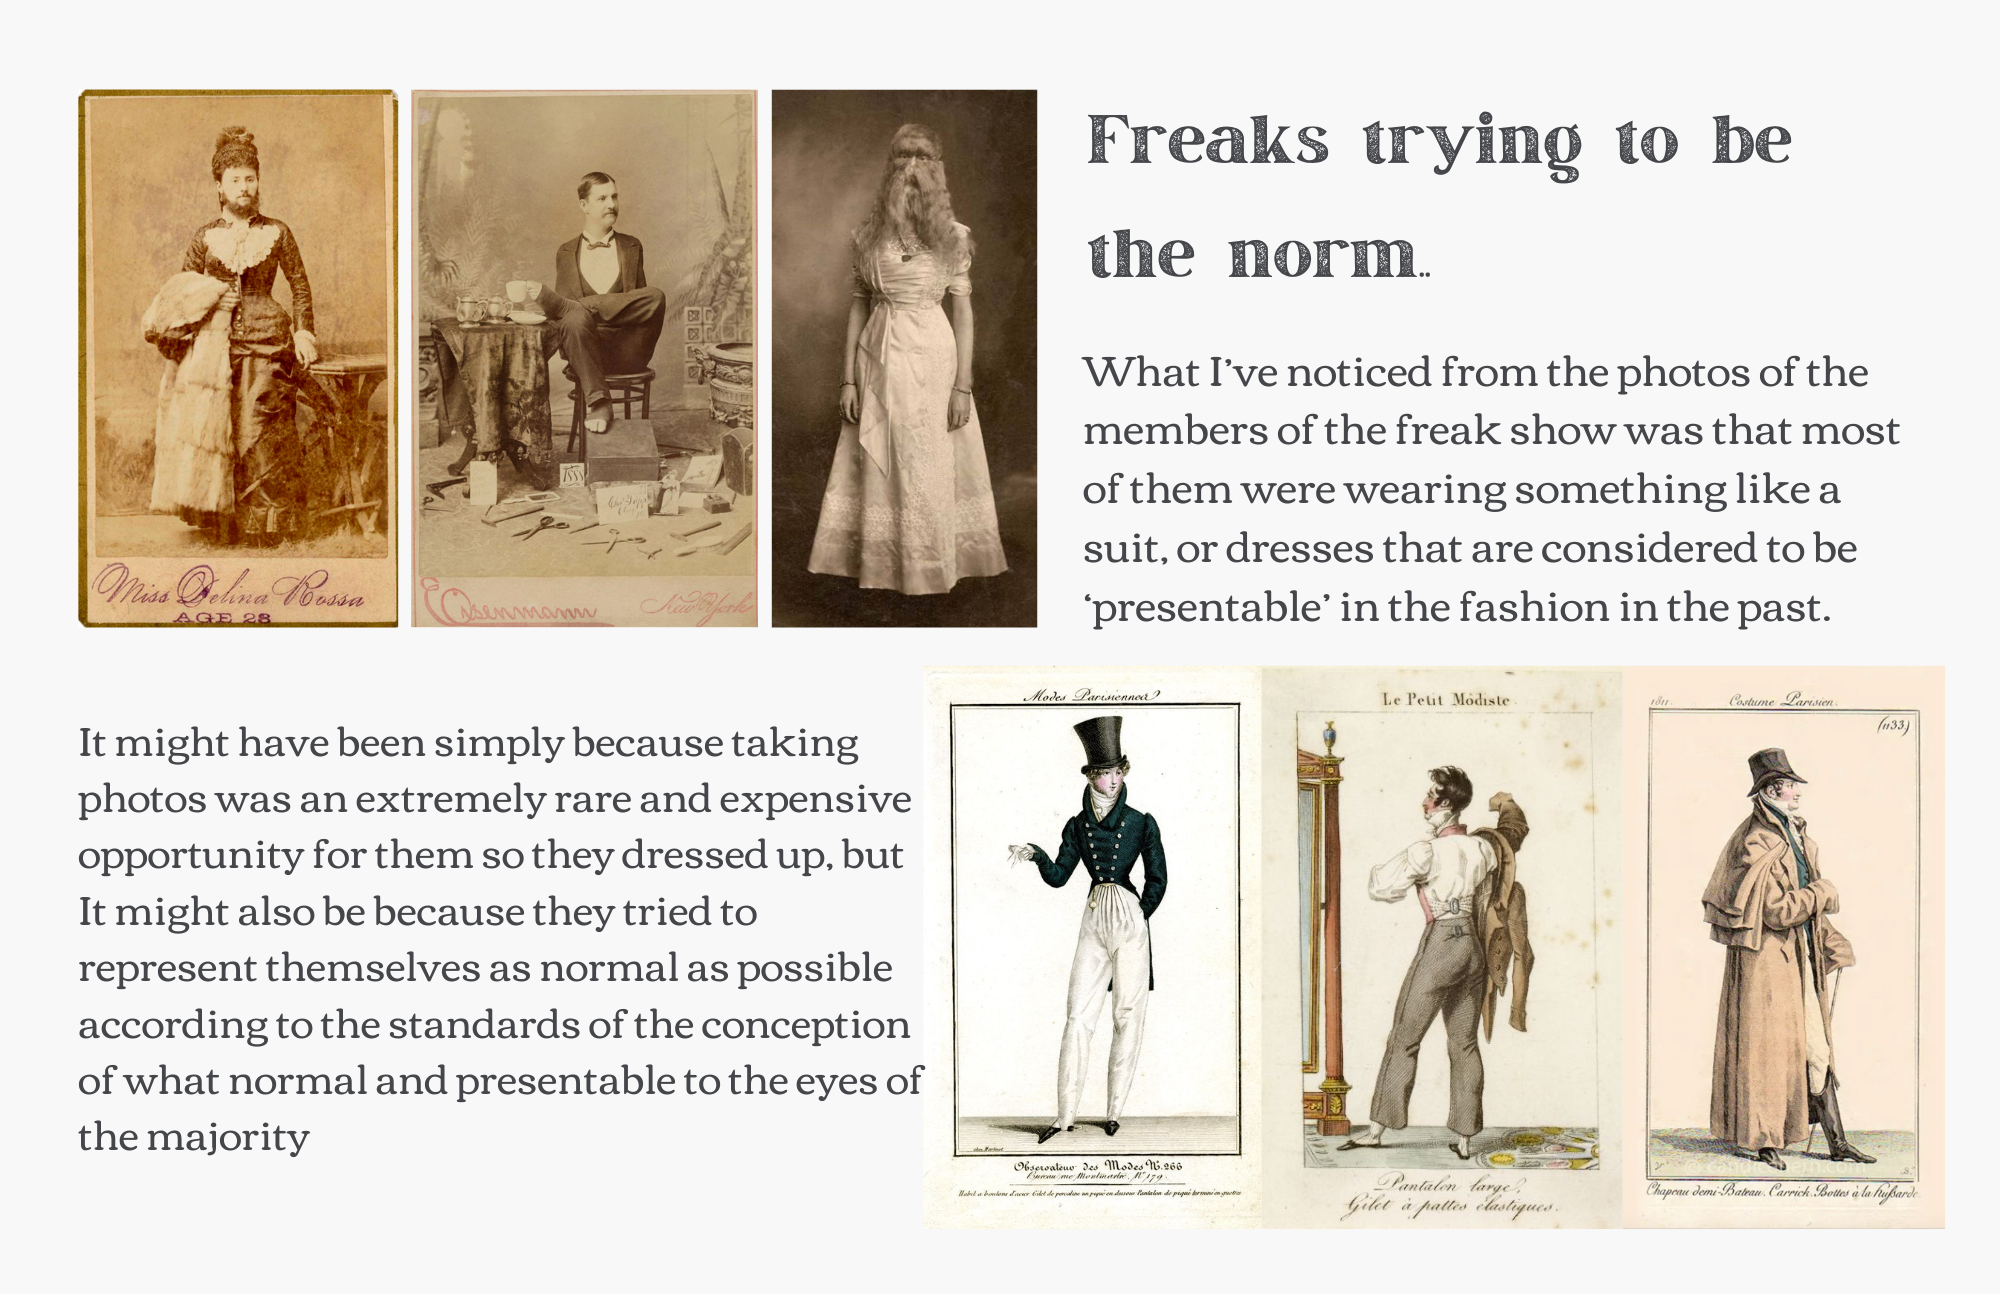 Freaks trying to be
the norm..
What I've noticed from the photos of the
members of the freak show was that most
of them were wearing something like a
suit, or dresses that are considered to be
'presentable' in the fashion in the past.
Miss Delina Rossa
AGE 28
1888
Eisenmann
New York
It might have been simply because taking
photos was an extremely rare and expensive
opportunity for them so they dressed up, but
It might also be because they tried to
represent themselves as normal as possible
according to the standards of the conception
of what normal and presentable to the eyes of
the majority
Modes Parisiennes
Observateur des Modes N. 266
Bureau rue Montmartre, N. 179.
Le Petit Modiste.
Pantalon large,
Gilet à pattes élastiques.
1811.
Costume Parisien.
(1133)
© candicehern.com
Chapeau demi-Bateau. Carrick. Bottes à la Hussarde.